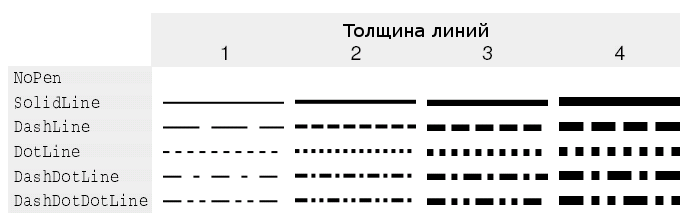 Толщина линий
1 2 3 4
NoPen
SolidLine
DashLine
DotLine
DashDotLine
DashDotDotLine